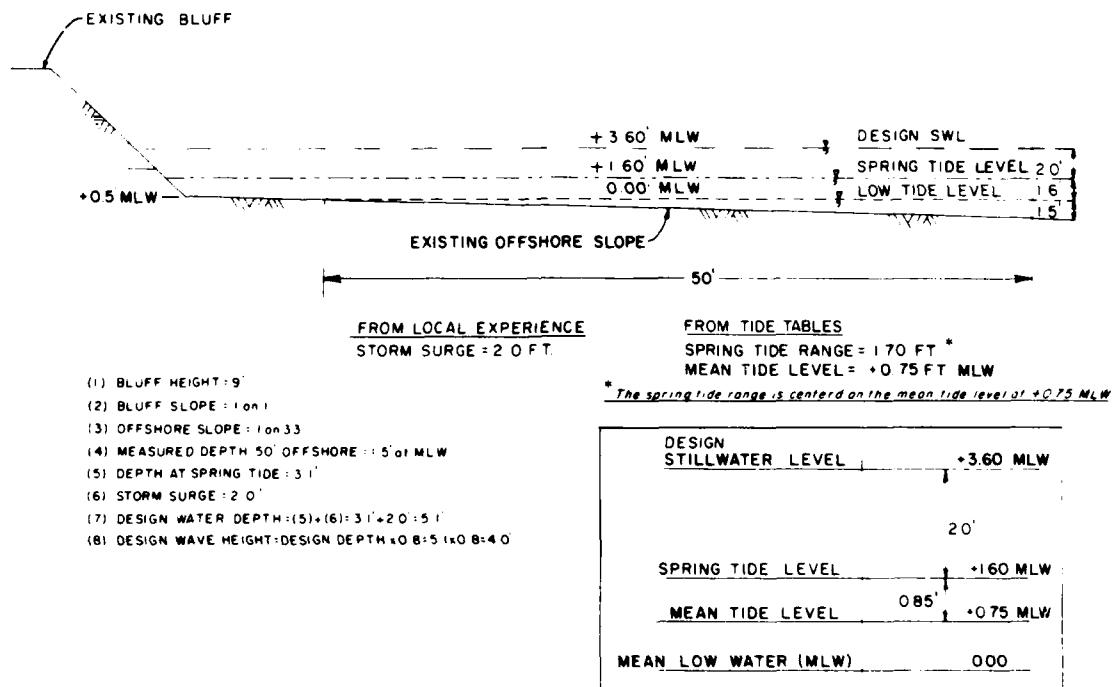 EXISTING BLUFF
+3.60' MLW
DESIGN SWL
+1.60' MLW
SPRING TIDE LEVEL 2.0'
0.00' MLW
LOW TIDE LEVEL 1.6
+0.5 MLW
1.5'
EXISTING OFFSHORE SLOPE
50'
FROM LOCAL EXPERIENCE
STORM SURGE = 2.0 FT.
FROM TIDE TABLES
SPRING TIDE RANGE = 1.70 FT *
MEAN TIDE LEVEL = +0.75 FT MLW
* The spring tide range is centerd on the mean tide level at +0.75 MLW
(1) BLUFF HEIGHT = 9'
(2) BLUFF SLOPE = 1 on 1
(3) OFFSHORE SLOPE = 1 on 33
(4) MEASURED DEPTH 50' OFFSHORE = 1.5' at MLW
(5) DEPTH AT SPRING TIDE = 3.1'
(6) STORM SURGE = 2.0'
(7) DESIGN WATER DEPTH = (5)+(6) = 3.1'+2.0' = 5.1'
(8) DESIGN WAVE HEIGHT = DESIGN DEPTH x 0.8 = 5.1 x 0.8 = 4.0'
DESIGN
STILLWATER LEVEL +3.60 MLW
2.0'
SPRING TIDE LEVEL +1.60 MLW
0.85'
MEAN TIDE LEVEL +0.75 MLW
MEAN LOW WATER (MLW) 0.00